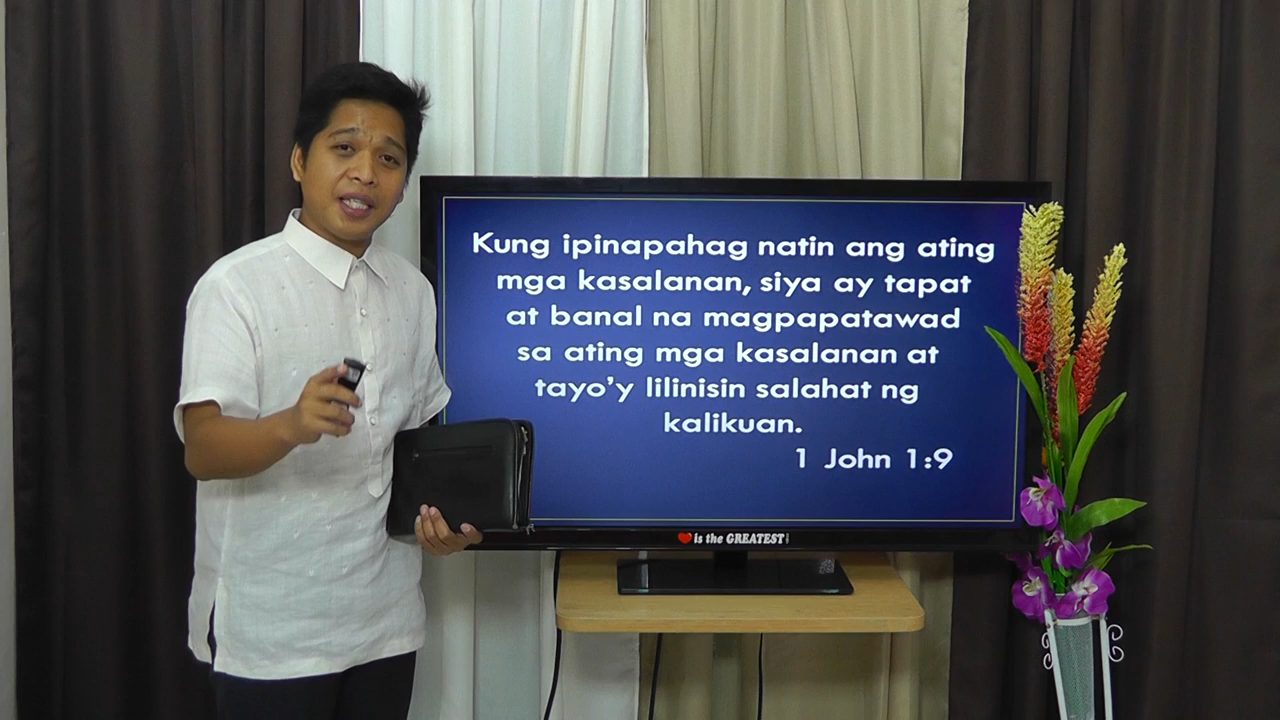 Kung ipinapahag natin ang ating
mga kasalanan, siya ay tapat
at banal na magpapatawad
sa ating mga kasalanan at
tayo'y lilinisin salahat ng
kalikuan.
1 John 1:9
is the GREATEST!